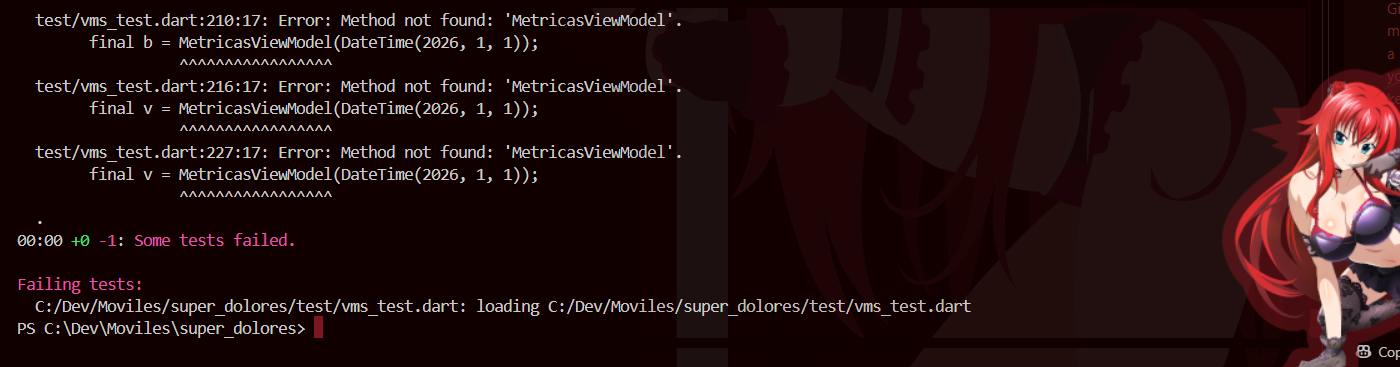 test/vms_test.dart:210:17: Error: Method not found: 'MetricasViewModel'.
final b = MetricasViewModel(DateTime(2026, 1, 1));
^^^^^^^^^^^^^^^^^
test/vms_test.dart:216:17: Error: Method not found: 'MetricasViewModel'.
final v = MetricasViewModel(DateTime(2026, 1, 1));
^^^^^^^^^^^^^^^^^
test/vms_test.dart:227:17: Error: Method not found: 'MetricasViewModel'.
final v = MetricasViewModel(DateTime(2026, 1, 1));
^^^^^^^^^^^^^^^^^
.
00:00 +0 -1: Some tests failed.
Failing tests:
C:/Dev/Moviles/super_dolores/test/vms_test.dart: loading C:/Dev/Moviles/super_dolores/test/vms_test.dart
PS C:\Dev\Moviles\super_dolores>